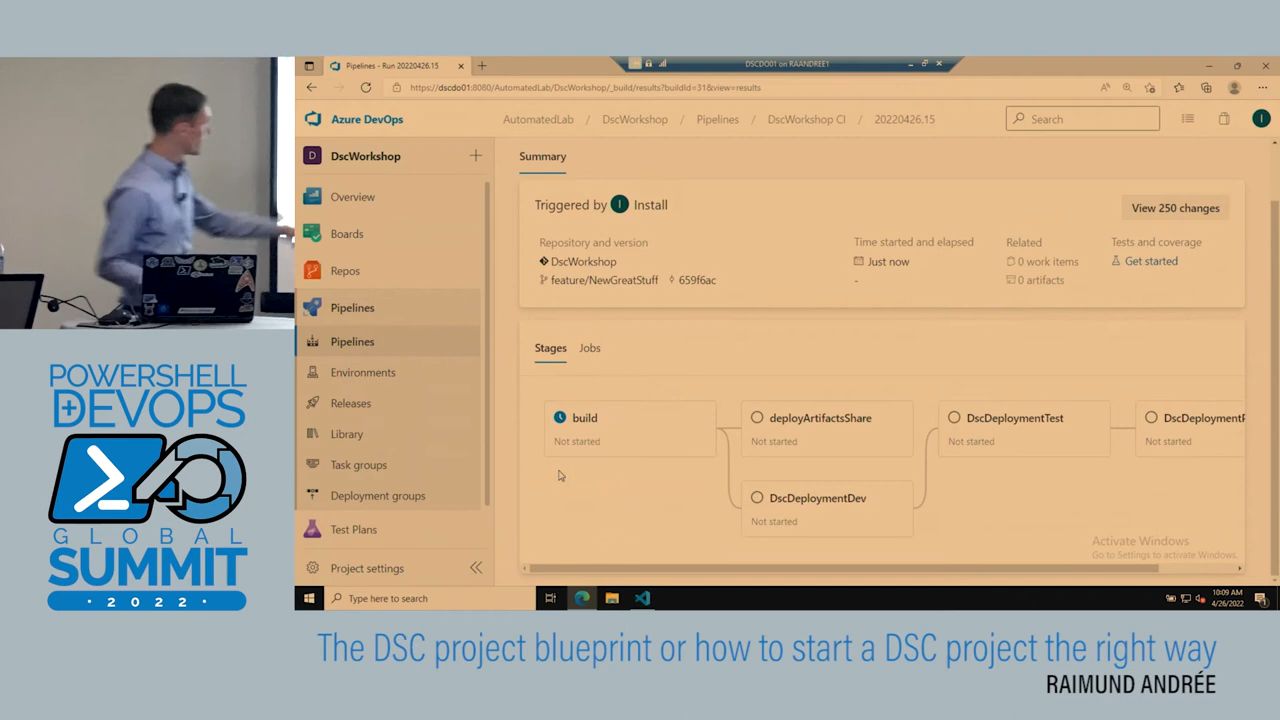 Pipelines - Run 20220426.15
DSCDO01 on RAANDREE1
https://dscdo01:8080/AutomatedLab/DscWorkshop/_build/results?buildId=31&view=results
Azure DevOps
AutomatedLab / DscWorkshop / Pipelines / DscWorkshop CI / 20220426.15
Search
I
D DscWorkshop
Overview
Boards
Repos
Pipelines
Pipelines
Environments
Releases
Library
Task groups
Deployment groups
Test Plans
Project settings
Summary
Triggered by I Install
View 250 changes
Repository and version
DscWorkshop
feature/NewGreatStuff 659f6ac
Time started and elapsed
Just now
-
Related
0 work items
0 artifacts
Tests and coverage
Get started
Stages Jobs
build
Not started
deployArtifactsShare
Not started
DscDeploymentTest
Not started
DscDeploymentP
Not started
DscDeploymentDev
Not started
Activate Windows
Go to Settings to activate Windows.
Type here to search
10:09 AM
4/26/2022
POWERSHELL
+DEVOPS
GLOBAL
SUMMIT
· 2022 ·
The DSC project blueprint or how to start a DSC project the right way
RAIMUND ANDRÉE